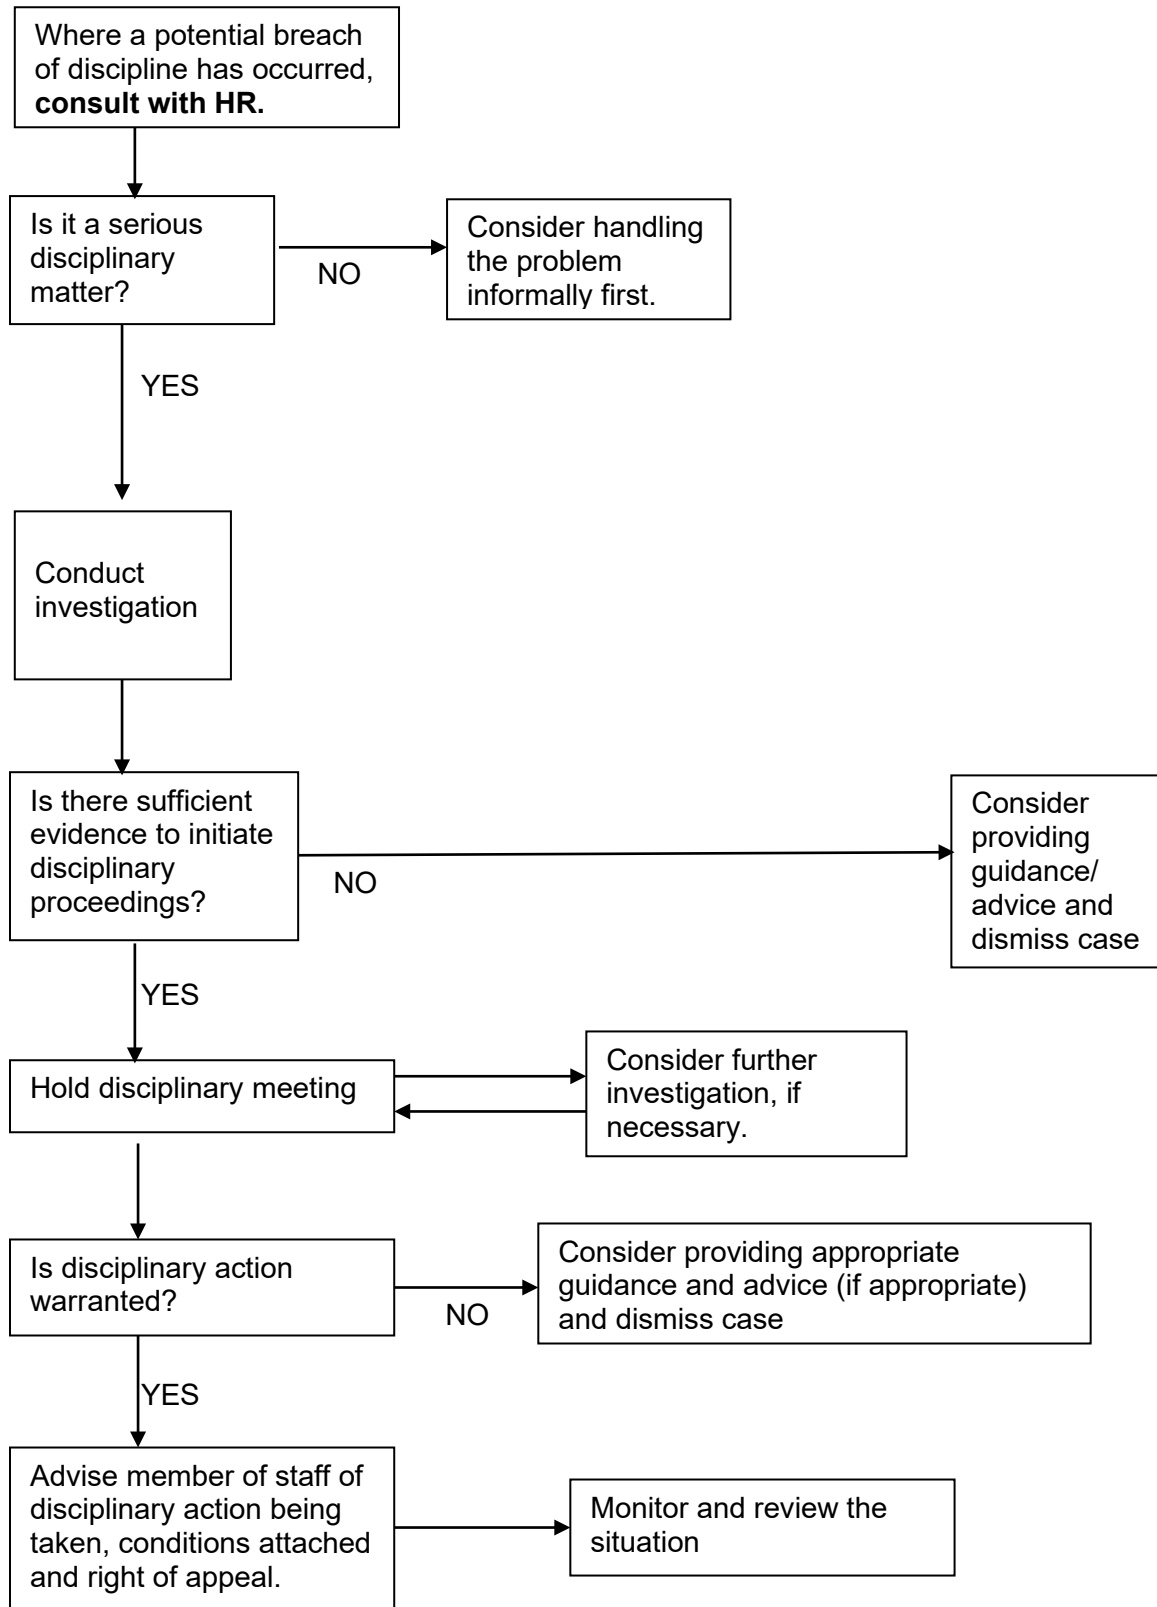 Where a potential breach
of discipline has occurred,
consult with HR.
Is it a serious
disciplinary
matter?
NO
Consider handling
the problem
informally first.
YES
Conduct
investigation
Is there sufficient
evidence to initiate
disciplinary
proceedings?
NO
Consider
providing
guidance/
advice and
dismiss case
YES
Hold disciplinary meeting
Consider further
investigation, if
necessary.
Is disciplinary action
warranted?
NO
Consider providing appropriate
guidance and advice (if appropriate)
and dismiss case
YES
Advise member of staff of
disciplinary action being
taken, conditions attached
and right of appeal.
Monitor and review the
situation